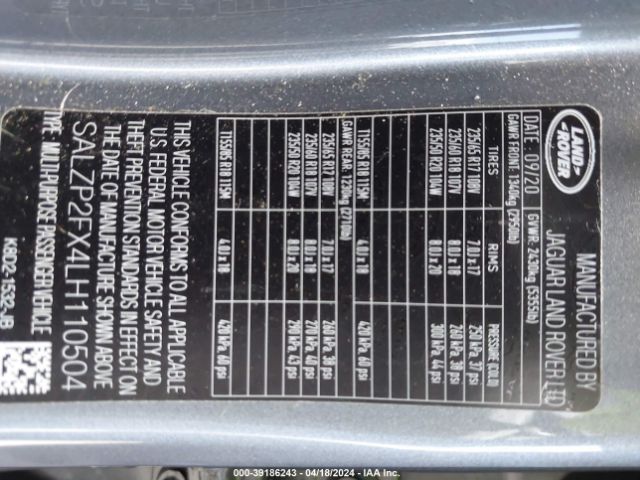 LAND
ROVER
MANUFACTURED BY
JAGUAR LAND ROVER LTD
DATE 09/20 GVWR: 2430kg (5355lb)
GAWR FRONT: 1340kg (2955lb)
TIRES RIMS PRESSURE (COLD)
235/65 R17 108V 7.0J x 17 250 kPa, 37 psi
235/60 R18 107V 8.0J x 18 260 kPa, 38 psi
235/50 R20 104W 8.0J x 20 300 kPa, 44 psi
T155/85 R18 115M 4.0J x 18 420 kPa, 60 psi
GAWR REAR: 1230kg (2710lb)
235/65 R17 108V 7.0J x 17 260 kPa, 38 psi
235/60 R18 107V 8.0J x 18 270 kPa, 40 psi
235/50 R20 104W 8.0J x 20 290 kPa, 43 psi
T155/85 R18 115M 4.0J x 18 420 kPa, 60 psi
THIS VEHICLE CONFORMS TO ALL APPLICABLE
U.S. FEDERAL MOTOR VEHICLE SAFETY AND
THEFT PREVENTION STANDARDS IN EFFECT ON
THE DATE OF MANUFACTURE SHOWN ABOVE
SALZP2FX4LH110504
TYPE MULTI-PURPOSE PASSENGER VEHICLE
K8D2-1532-JB
000-39186243 - 04/18/2024 - IAA Inc.